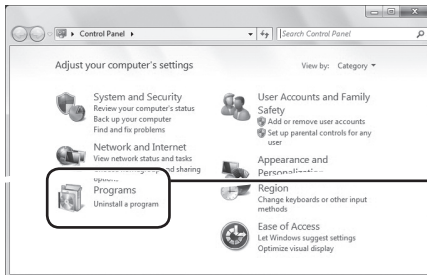 Control Panel
Search Control Panel
Adjust your computer's settings
View by: Category
System and Security
Review your computer's status
Back up your computer
Find and fix problems
Network and Internet
View network status and tasks
and sharing
Programs
Uninstall a program
User Accounts and Family
Safety
Add or remove user accounts
Set up parental controls for any
user
Appearance and
Personalization
Region
Change keyboards or other input
methods
Ease of Access
Let Windows suggest settings
Optimize visual display